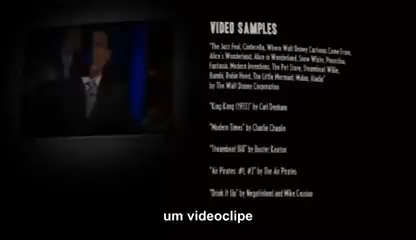 VIDEO SAMPLES
"The Jazz Fool, Cinderella, Where Walt Disney Cartoons Come From,
Alice's Wonderland, Alice in Wonderland, Snow White, Pinocchio,
Fantasia, Modern Inventions, The Pet Store, Steamboat Willie,
Bambi, Robin Hood, The Little Mermaid, Mulan, Aladin"
by The Walt Disney Corporation
"King Kong (1933)" by Carl Denham
"Modern Times" by Charlie Chaplin
"Steamboat Bill" by Buster Keaton
"Air Pirates #1, #2" by The Air Pirates
"Drink It Up" by Negativland and Mike Cousino
um videoclipe